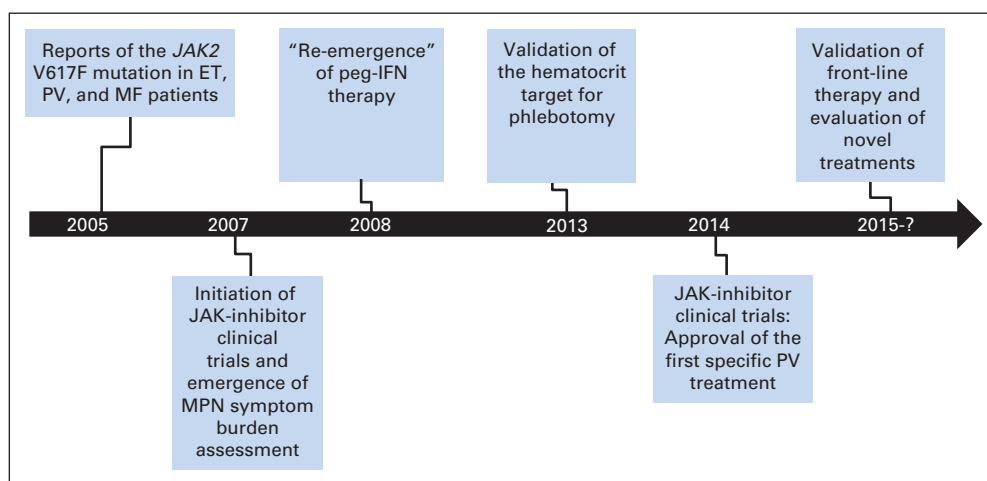 Reports of the JAK2
V617F mutation in ET,
PV, and MF patients
“Re-emergence”
of peg-IFN
therapy
Validation of
the hematocrit
target for
phlebotomy
Validation of
front-line
therapy and
evaluation of
novel
treatments
2005
2007
2008
2013
2014
2015-?
Initiation of
JAK-inhibitor
clinical
trials and
emergence of
MPN symptom
burden
assessment
JAK-inhibitor
clinical trials:
Approval of the
first specific PV
treatment